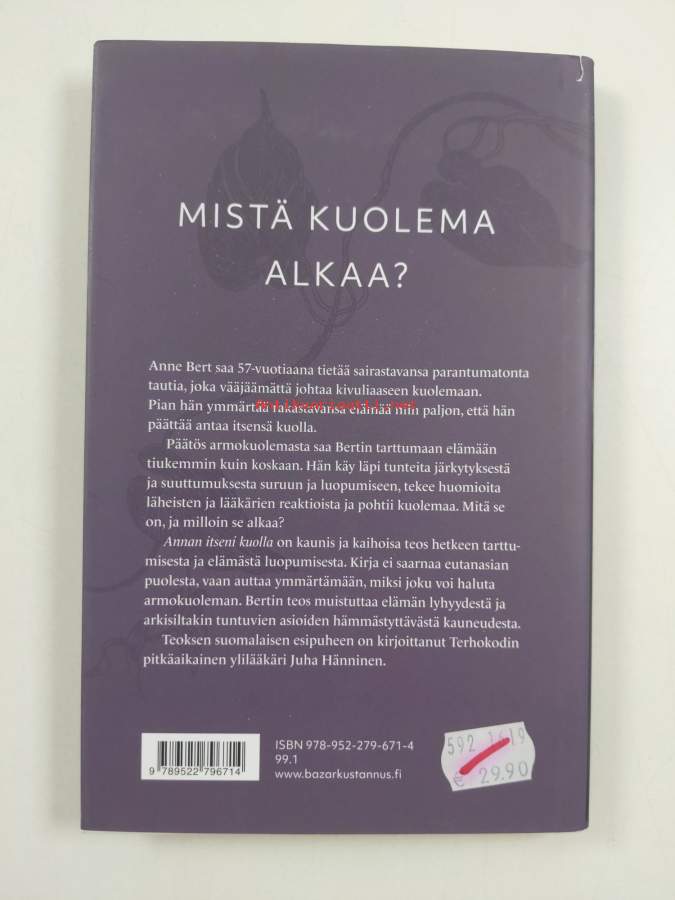 MISTÄ KUOLEMA
ALKAA?
Anne Bert saa 57-vuotiaana tietää sairastavansa parantumatonta
tautia, joka vääjäämättä johtaa kivuliaaseen kuolemaan.
Pian hän ymmärtää rakastavansa elämää niin paljon, että hän
päättää antaa itsensä kuolla.
Päätös armokuolemasta saa Bertin tarttumaan elämään
tiukemmin kuin koskaan. Hän käy läpi tunteita järkytyksestä
ja suuttumuksesta suruun ja luopumiseen, tekee huomioita
läheisten ja lääkärien reaktioista ja pohtii kuolemaa. Mitä se
on, ja milloin se alkaa?
Annan itseni kuolla on kaunis ja kaihoisa teos hetkeen tarttu-
misesta ja elämästä luopumisesta. Kirja ei saarnaa eutanasian
puolesta, vaan auttaa ymmärtämään, miksi joku voi haluta
armokuoleman. Bertin teos muistuttaa elämän lyhyydestä ja
arkisiltakin tuntuvien asioiden hämmästyttävästä kauneudesta.
Teoksen suomalaisen esipuheen on kirjoittanut Terhokodin
pitkäaikainen ylilääkäri Juha Hänninen.
ISBN 978-952-279-671-4
99.1
www.bazarkustannus.fi
9 789522 796714
592 1619
€ 29.90